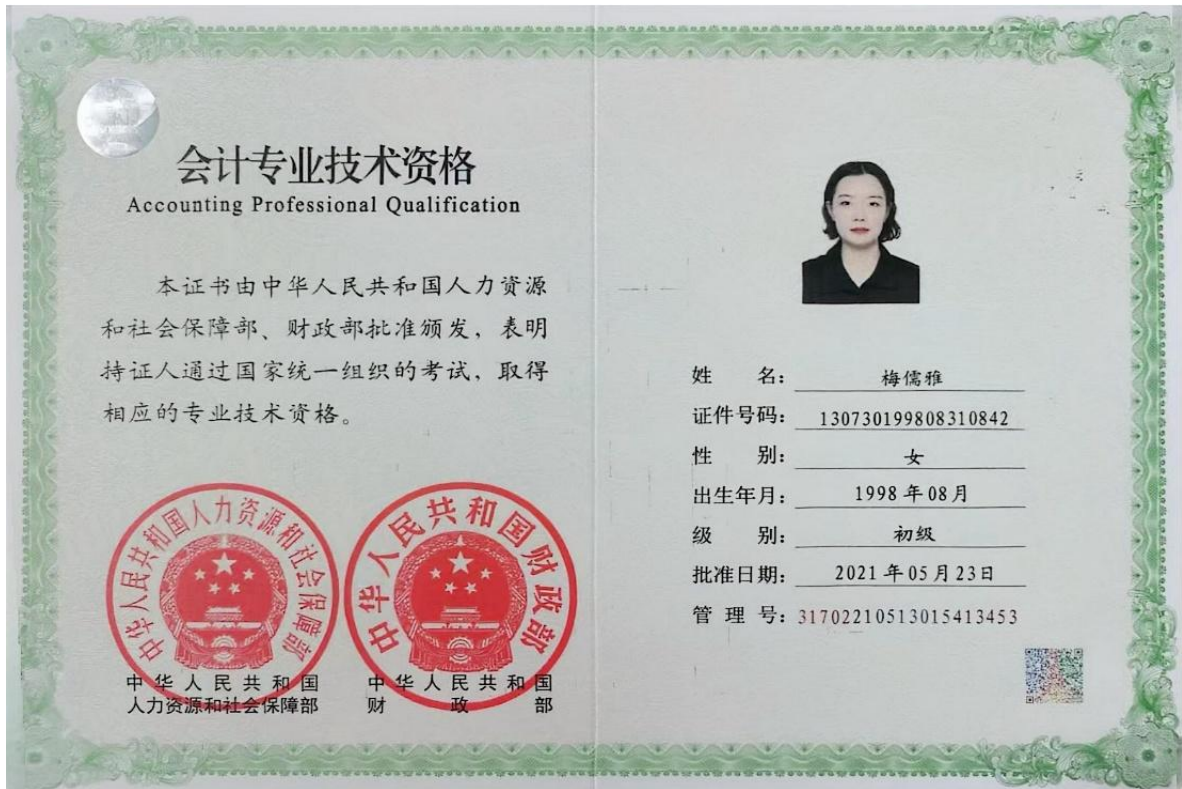 会计专业技术资格
Accounting Professional Qualification
本证书由中华人民共和国人力资源
和社会保障部、财政部批准颁发，表明
持证人通过国家统一组织的考试，取得
相应的专业技术资格。
中华人民共和国人力资源和社会保障部
中华人民共和国财政部
中华人民共和国
人力资源和社会保障部
中华人民共和国
财政部
姓名：梅儒雅
证件号码：130730199808310842
性别：女
出生年月：1998年08月
级别：初级
批准日期：2021年05月23日
管理号：31702210513015413453